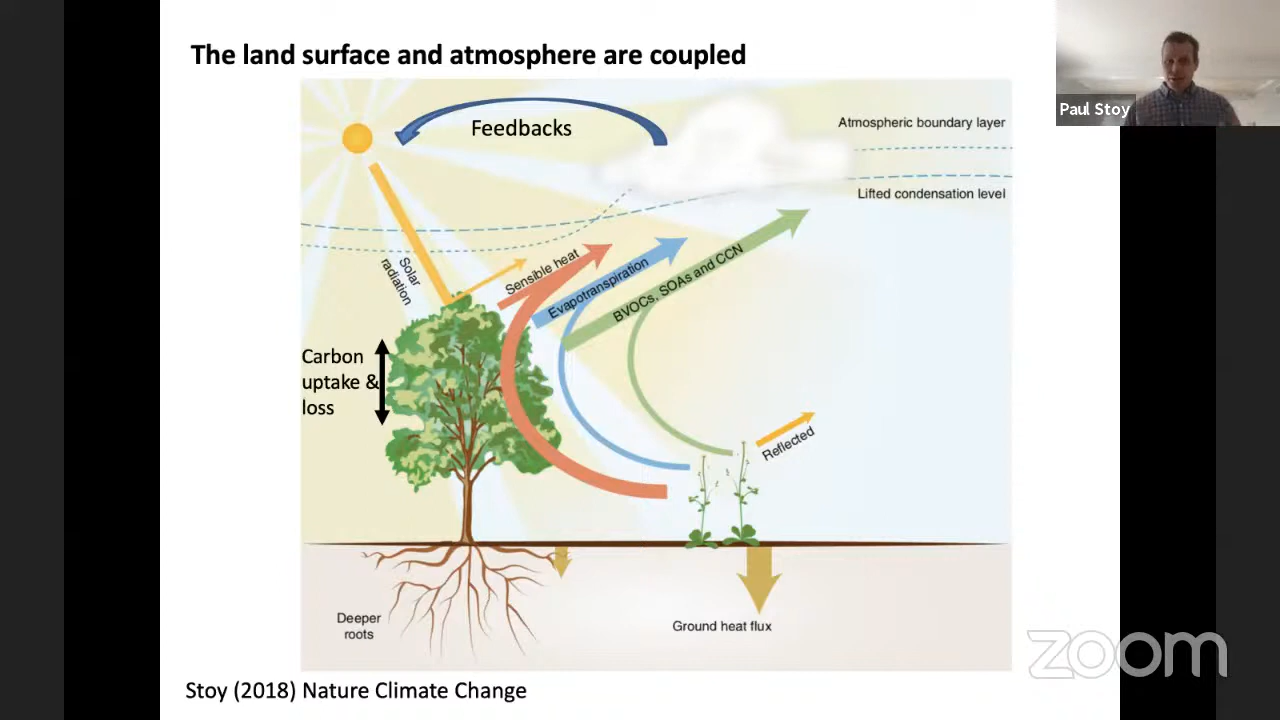 The land surface and atmosphere are coupled
Paul Stoy
Feedbacks
Atmospheric boundary layer
Lifted condensation level
Solar
radiation
Sensible heat
Evapotranspiration
BVOCs, SOAs and CCN
Carbon
uptake &
loss
Reflected
Deeper
roots
Ground heat flux
zoom
Stoy (2018) Nature Climate Change